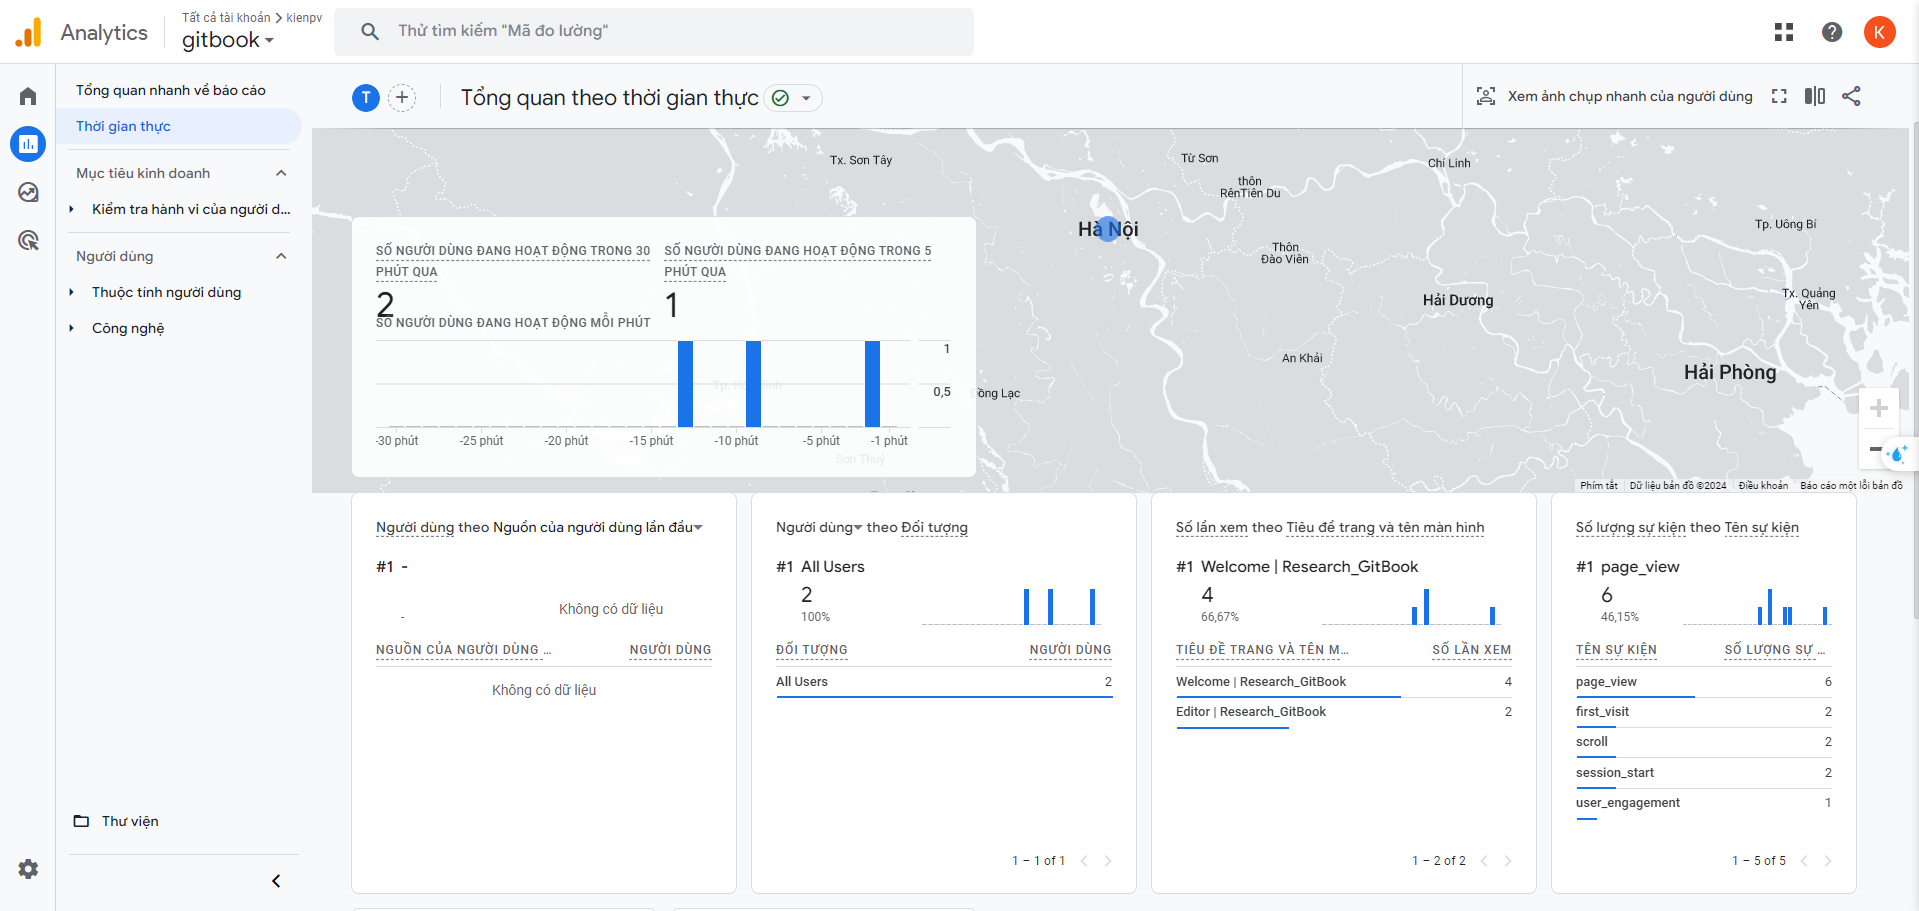 Analytics
Tất cả tài khoản > kienpv
gitbook
Thử tìm kiếm "Mã đo lường"
K
Tổng quan nhanh về báo cáo
Thời gian thực
Mục tiêu kinh doanh
Kiểm tra hành vi của người d...
Người dùng
Thuộc tính người dùng
Công nghệ
Thư viện
T
Tổng quan theo thời gian thực
Xem ảnh chụp nhanh của người dùng
Tx. Sơn Tây
Từ Sơn
Chí Linh
thôn
RênTiên Du
Hà Nội
Tp. Uông Bí
Thôn
Đào Viên
Hải Dương
Tx. Quảng
Yên
An Khải
Hải Phòng
Đồng Lạc
SỐ NGƯỜI DÙNG ĐANG HOẠT ĐỘNG TRONG 30
PHÚT QUA
2
SỐ NGƯỜI DÙNG ĐANG HOẠT ĐỘNG TRONG 5
PHÚT QUA
1
SỐ NGƯỜI DÙNG ĐANG HOẠT ĐỘNG MỖI PHÚT
1
0,5
-30 phút
-25 phút
-20 phút
-15 phút
-10 phút
-5 phút
-1 phút
Sơn Thuỷ
Phím tắt
Dữ liệu bản đồ ©2024
Điều khoản
Báo cáo một lỗi bản đồ
Người dùng theo Nguồn của người dùng lần đầu
#1 -
-
Không có dữ liệu
NGUỒN CỦA NGƯỜI DÙNG ...
NGƯỜI DÙNG
Không có dữ liệu
Người dùng theo Đối tượng
#1 All Users
2
100%
ĐỐI TƯỢNG
NGƯỜI DÙNG
All Users 2
1 – 1 of 1
Số lần xem theo Tiêu đề trang và tên màn hình
#1 Welcome | Research_GitBook
4
66,67%
TIÊU ĐỀ TRANG VÀ TÊN M...
SỐ LẦN XEM
Welcome | Research_GitBook 4
Editor | Research_GitBook 2
1 – 2 of 2
Số lượng sự kiện theo Tên sự kiện
#1 page_view
6
46,15%
TÊN SỰ KIỆN
SỐ LƯỢNG SỰ ...
page_view 6
first_visit 2
scroll 2
session_start 2
user_engagement 1
1 – 5 of 5